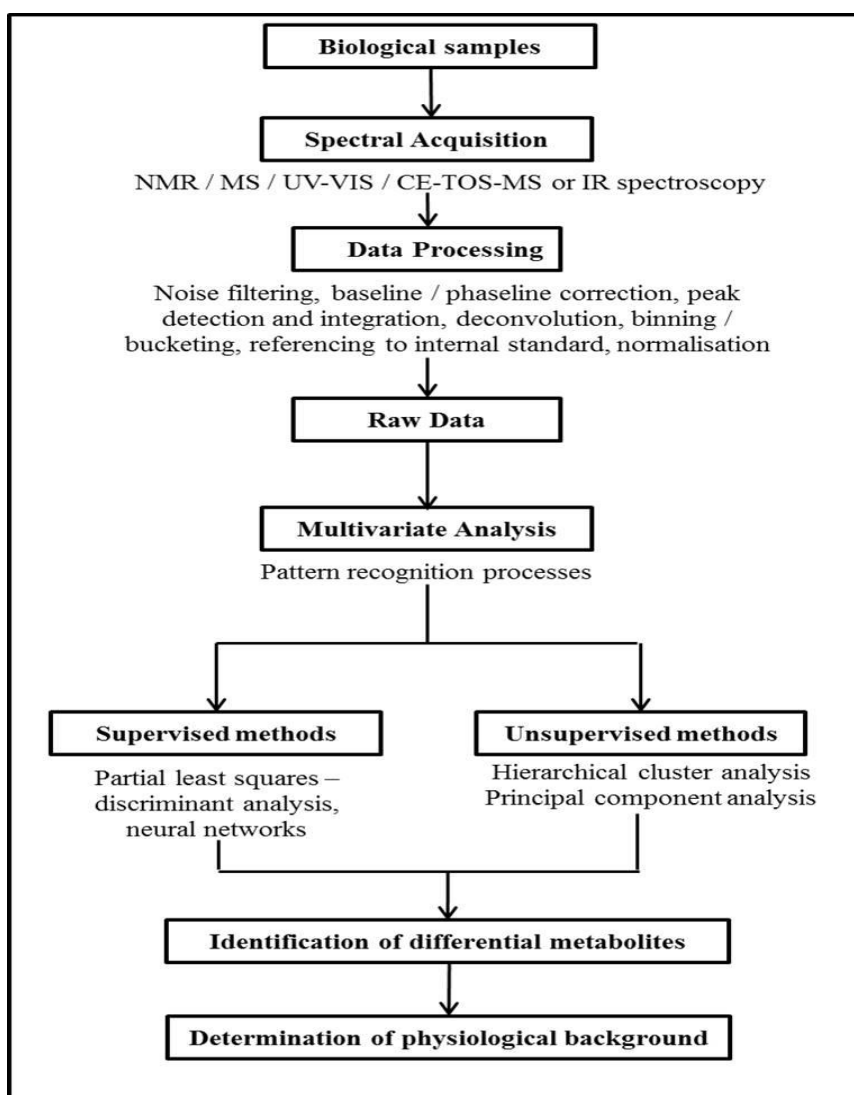 Biological samples
Spectral Acquisition
NMR / MS / UV-VIS / CE-TOS-MS or IR spectroscopy
Data Processing
Noise filtering, baseline / phaseline correction, peak
detection and integration, deconvolution, binning /
bucketing, referencing to internal standard, normalisation
Raw Data
Multivariate Analysis
Pattern recognition processes
Supervised methods
Partial least squares –
discriminant analysis,
neural networks
Unsupervised methods
Hierarchical cluster analysis
Principal component analysis
Identification of differential metabolites
Determination of physiological background